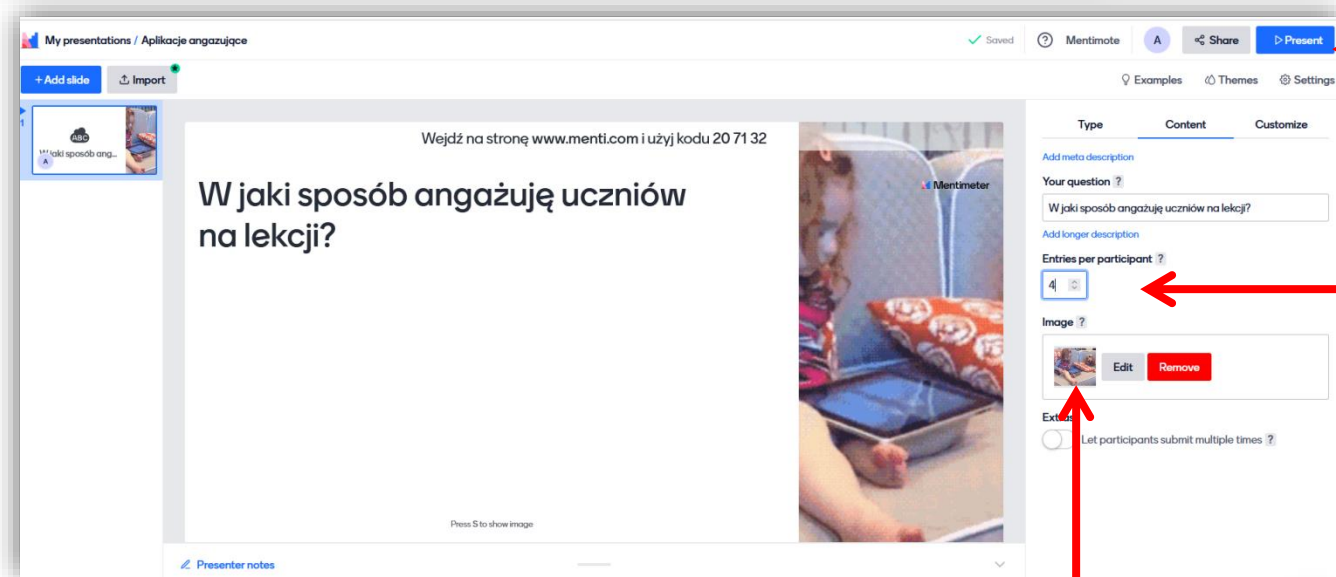 My presentations / Aplikacje angazujące
Saved
Mentimote
A
Share
Present
+ Add slide
Import
Examples
Themes
Settings
1
ABC
W jaki sposób ang...
A
Wejdź na stronę www.menti.com i użyj kodu 20 71 32
W jaki sposób angażuję uczniów
na lekcji?
Mentimeter
Press S to show image
Presenter notes
Type Content Customize
Add meta description
Your question ?
W jaki sposób angażuję uczniów na lekcji?
Add longer description
Entries per participant ?
4
Image ?
Edit Remove
Extras
Let participants submit multiple times ?